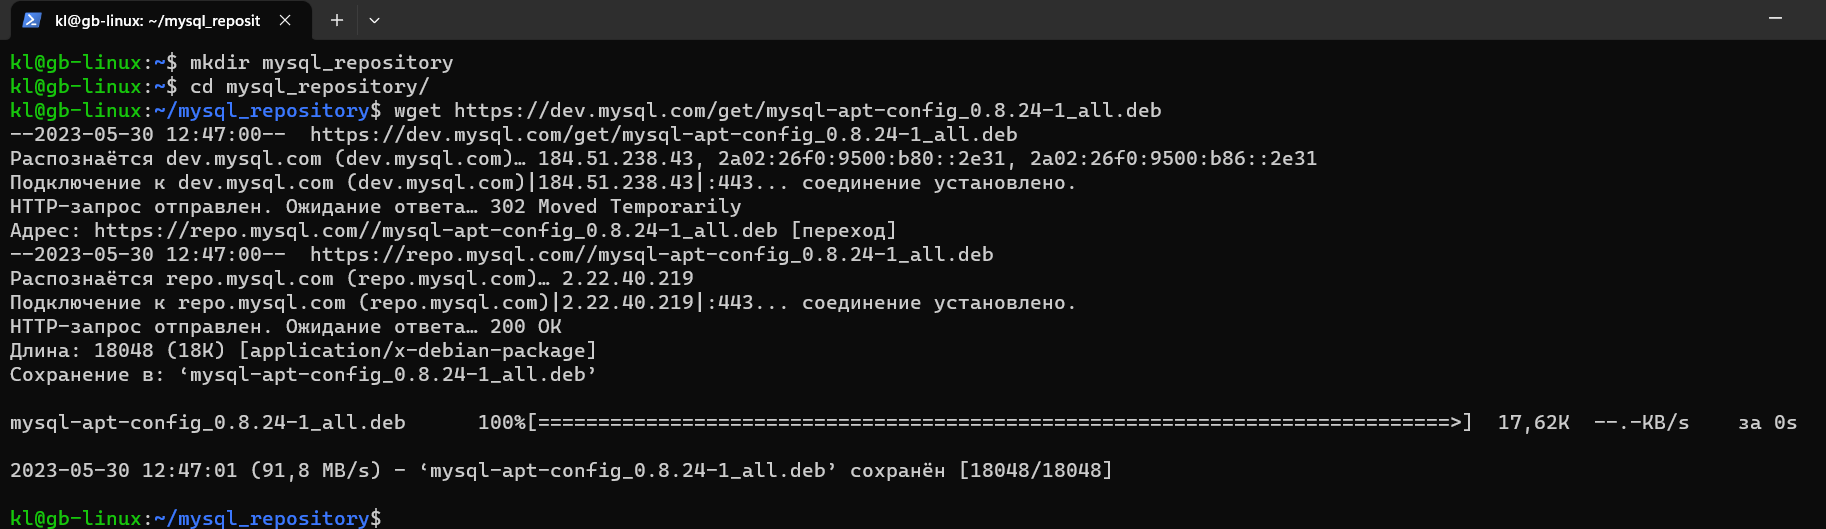 kl@gb-linux: ~/mysql_reposit
kl@gb-linux:~$ mkdir mysql_repository
kl@gb-linux:~$ cd mysql_repository/
kl@gb-linux:~/mysql_repository$ wget https://dev.mysql.com/get/mysql-apt-config_0.8.24-1_all.deb
--2023-05-30 12:47:00--  https://dev.mysql.com/get/mysql-apt-config_0.8.24-1_all.deb
Распознаётся dev.mysql.com (dev.mysql.com)… 184.51.238.43, 2a02:26f0:9500:b80::2e31, 2a02:26f0:9500:b86::2e31
Подключение к dev.mysql.com (dev.mysql.com)|184.51.238.43|:443... соединение установлено.
HTTP-запрос отправлен. Ожидание ответа… 302 Moved Temporarily
Адрес: https://repo.mysql.com//mysql-apt-config_0.8.24-1_all.deb [переход]
--2023-05-30 12:47:00--  https://repo.mysql.com//mysql-apt-config_0.8.24-1_all.deb
Распознаётся repo.mysql.com (repo.mysql.com)… 2.22.40.219
Подключение к repo.mysql.com (repo.mysql.com)|2.22.40.219|:443... соединение установлено.
HTTP-запрос отправлен. Ожидание ответа… 200 OK
Длина: 18048 (18K) [application/x-debian-package]
Сохранение в: ‘mysql-apt-config_0.8.24-1_all.deb’
mysql-apt-config_0.8.24-1_all.deb      100%[============================================================================>]  17,62K  --.-KB/s    за 0s
2023-05-30 12:47:01 (91,8 MB/s) - ‘mysql-apt-config_0.8.24-1_all.deb’ сохранён [18048/18048]
kl@gb-linux:~/mysql_repository$